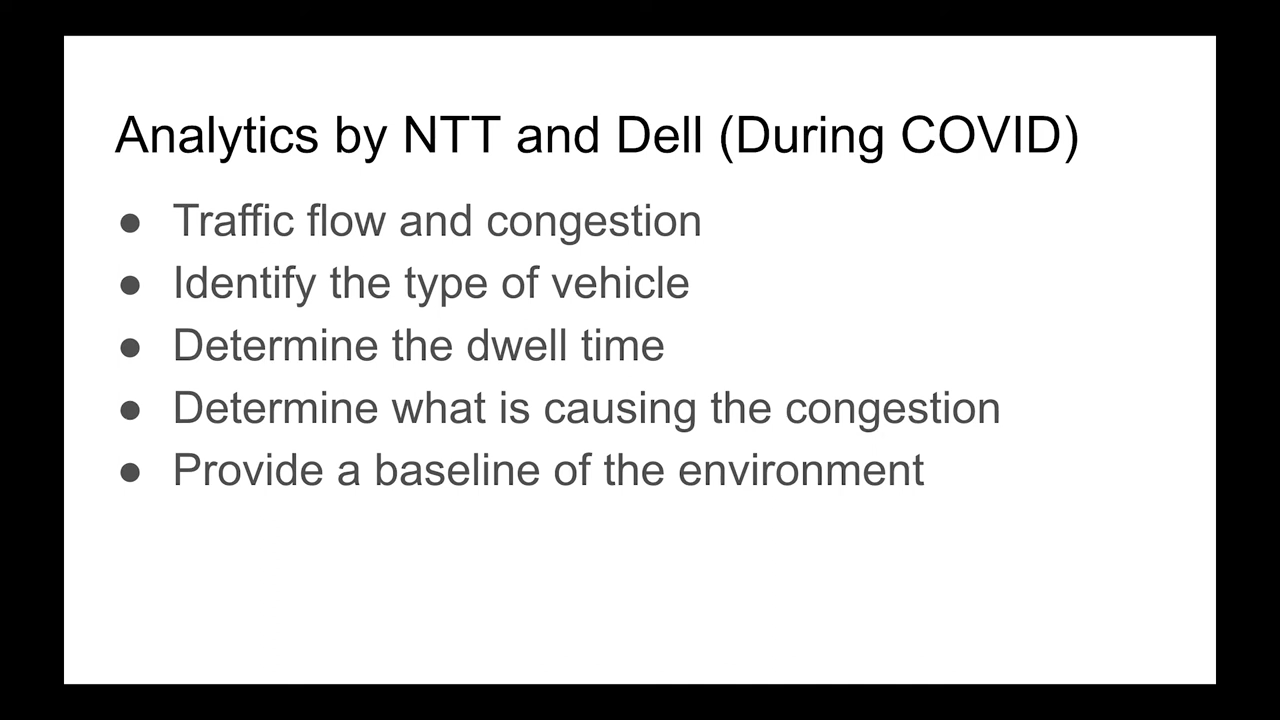 Analytics by NTT and Dell (During COVID)
● Traffic flow and congestion
● Identify the type of vehicle
● Determine the dwell time
● Determine what is causing the congestion
● Provide a baseline of the environment